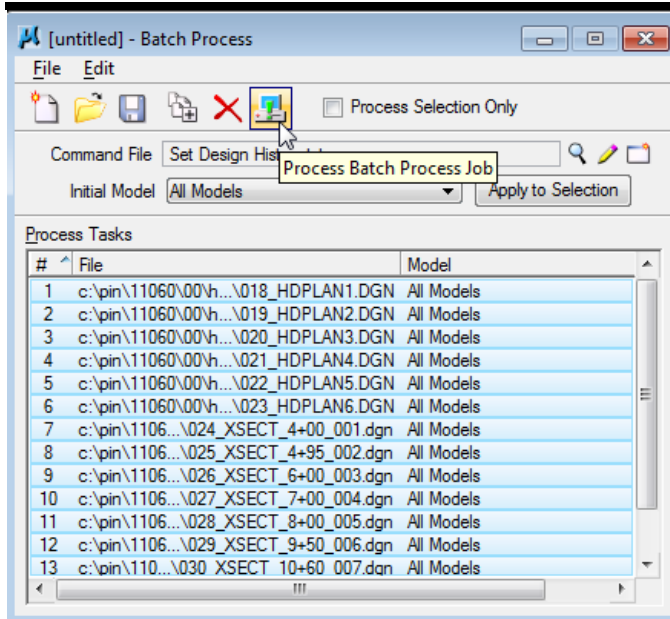 [untitled] - Batch Process
File Edit
Process Selection Only
Command File Set Design
Process Batch Process Job
Initial Model All Models Apply to Selection
Process Tasks
# File Model
1 c:\pin\11060\00\h...\018_HDPLAN1.DGN All Models
2 c:\pin\11060\00\h...\019_HDPLAN2.DGN All Models
3 c:\pin\11060\00\h...\020_HDPLAN3.DGN All Models
4 c:\pin\11060\00\h...\021_HDPLAN4.DGN All Models
5 c:\pin\11060\00\h...\022_HDPLAN5.DGN All Models
6 c:\pin\11060\00\h...\023_HDPLAN6.DGN All Models
7 c:\pin\1106...\024_XSECT_4+00_001.dgn All Models
8 c:\pin\1106...\025_XSECT_4+95_002.dgn All Models
9 c:\pin\1106...\026_XSECT_6+00_003.dgn All Models
10 c:\pin\1106...\027_XSECT_7+00_004.dgn All Models
11 c:\pin\1106...\028_XSECT_8+00_005.dgn All Models
12 c:\pin\1106...\029_XSECT_9+50_006.dgn All Models
13 c:\pin\110...\030_XSECT_10+60_007.dgn All Models